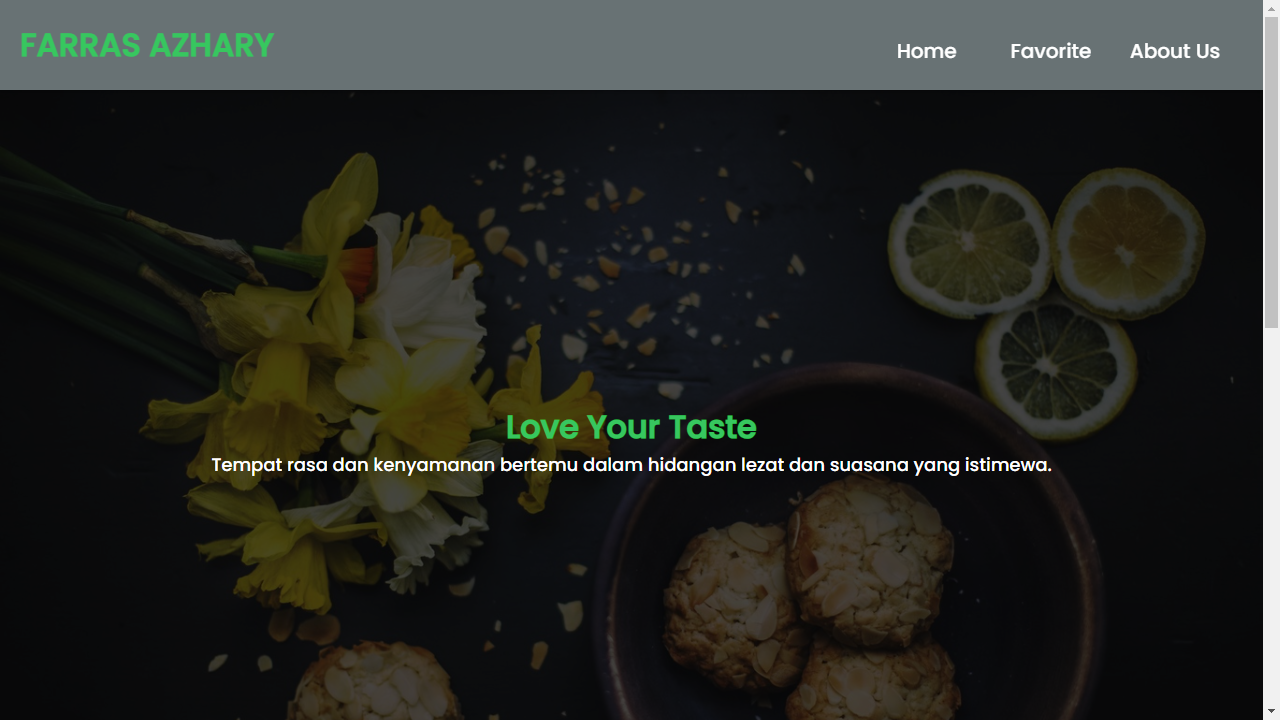 FARRAS AZHARY
Home Favorite About Us
Love Your Taste
Tempat rasa dan kenyamanan bertemu dalam hidangan lezat dan suasana yang istimewa.